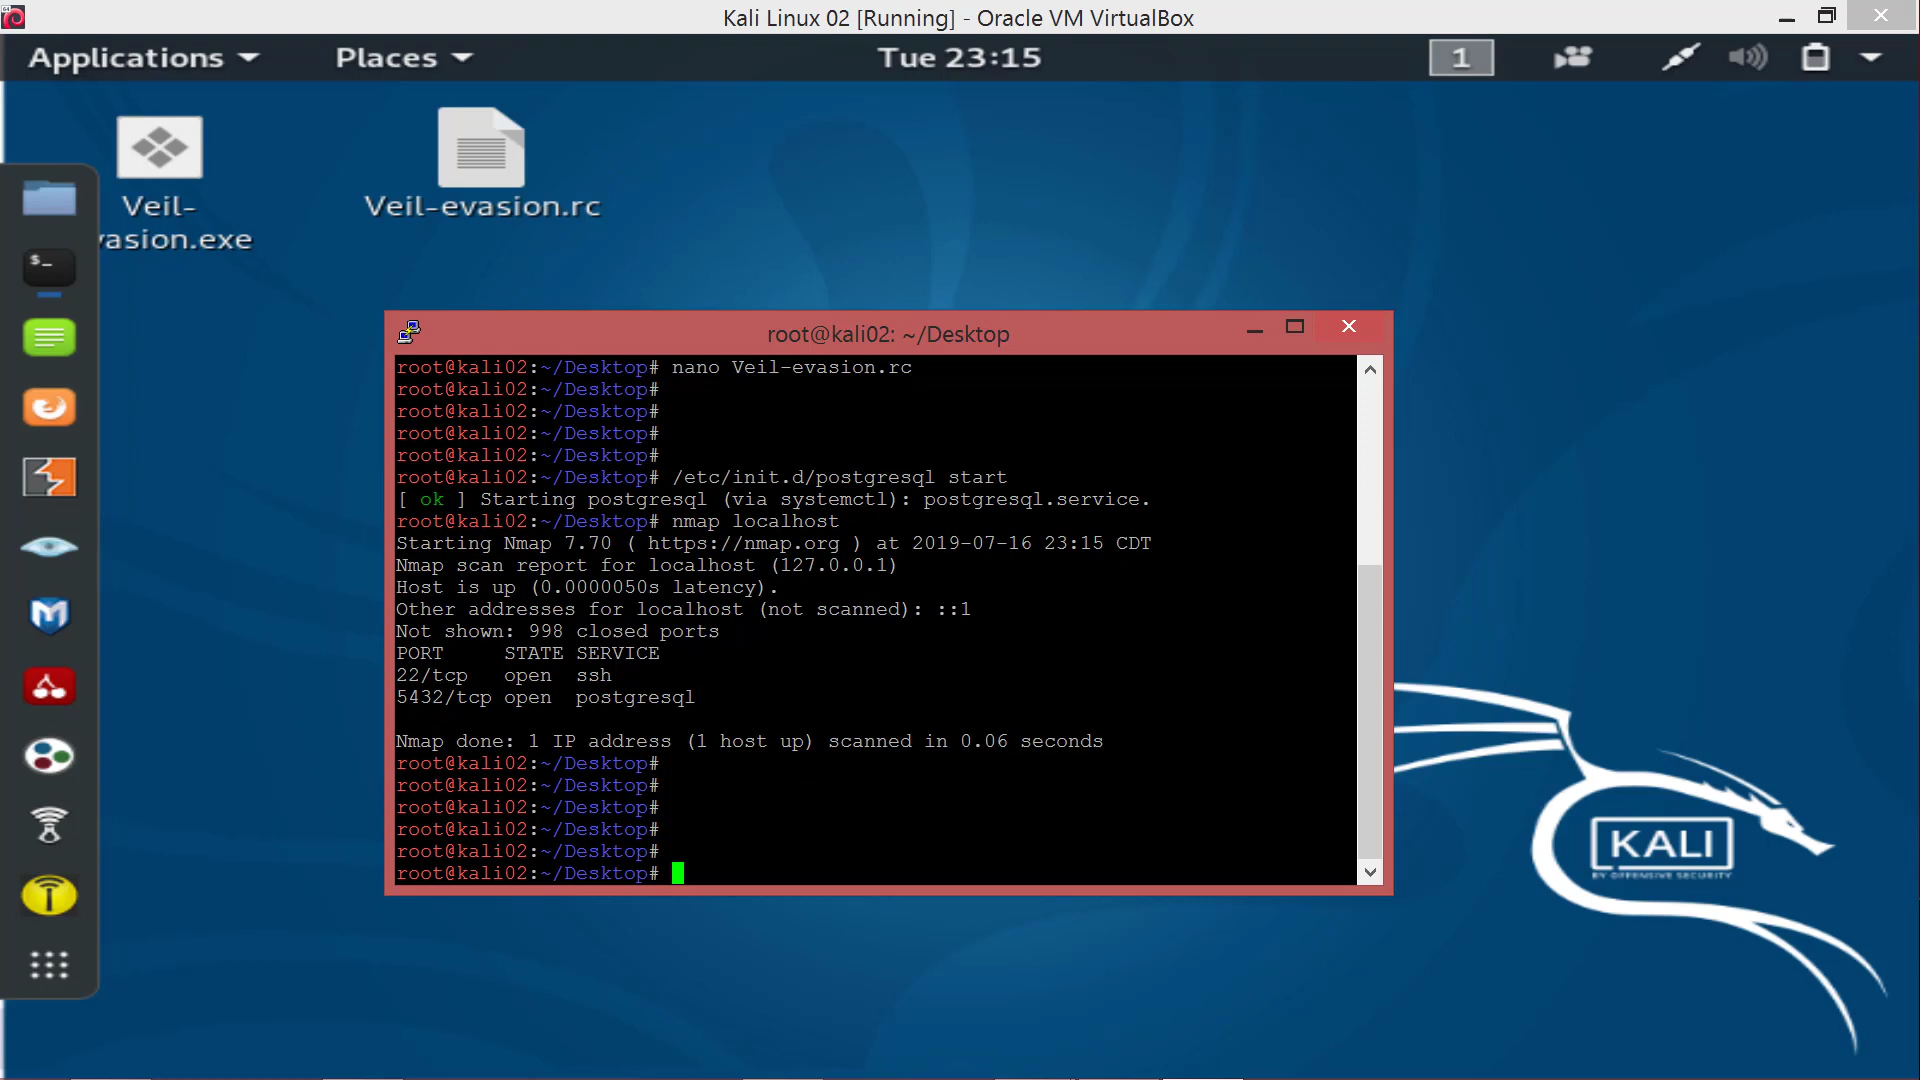 Kali Linux 02 [Running] - Oracle VM VirtualBox
Applications Places Tue 23:15 1
Veil-
vasion.exe
Veil-evasion.rc
root@kali02: ~/Desktop
root@kali02:~/Desktop# nano Veil-evasion.rc
root@kali02:~/Desktop#
root@kali02:~/Desktop#
root@kali02:~/Desktop#
root@kali02:~/Desktop#
root@kali02:~/Desktop# /etc/init.d/postgresql start
[ ok ] Starting postgresql (via systemctl): postgresql.service.
root@kali02:~/Desktop# nmap localhost
Starting Nmap 7.70 ( https://nmap.org ) at 2019-07-16 23:15 CDT
Nmap scan report for localhost (127.0.0.1)
Host is up (0.0000050s latency).
Other addresses for localhost (not scanned): ::1
Not shown: 998 closed ports
PORT STATE SERVICE
22/tcp open ssh
5432/tcp open postgresql
Nmap done: 1 IP address (1 host up) scanned in 0.06 seconds
root@kali02:~/Desktop#
root@kali02:~/Desktop#
root@kali02:~/Desktop#
root@kali02:~/Desktop#
root@kali02:~/Desktop#
root@kali02:~/Desktop#
KALI
BY OFFENSIVE SECURITY